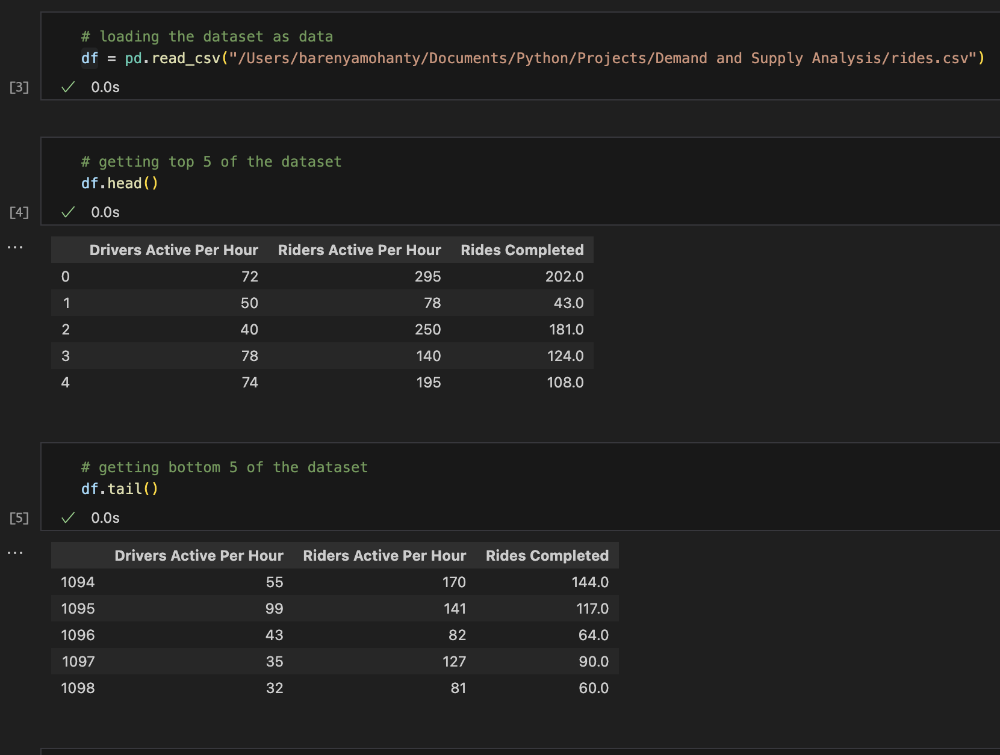 # loading the dataset as data
df = pd.read_csv("/Users/barenyamohanty/Documents/Python/Projects/Demand and Supply Analysis/rides.csv")
[3] ✓ 0.0s
# getting top 5 of the dataset
df.head()
[4] ✓ 0.0s
... Drivers Active Per Hour Riders Active Per Hour Rides Completed
0 72 295 202.0
1 50 78 43.0
2 40 250 181.0
3 78 140 124.0
4 74 195 108.0
# getting bottom 5 of the dataset
df.tail()
[5] ✓ 0.0s
... Drivers Active Per Hour Riders Active Per Hour Rides Completed
1094 55 170 144.0
1095 99 141 117.0
1096 43 82 64.0
1097 35 127 90.0
1098 32 81 60.0